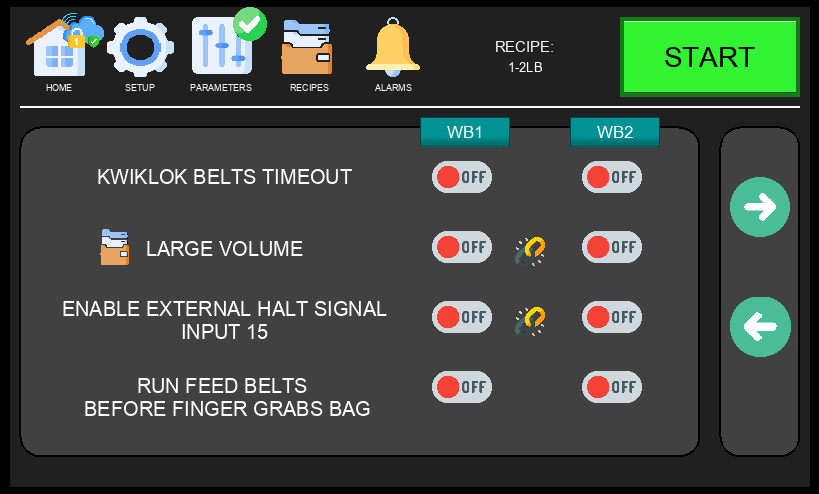 HOME
SETUP
PARAMETERS
RECIPES
ALARMS
RECIPE:
1-2LB
START
WB1
WB2
KWIKLOK BELTS TIMEOUT
OFF
OFF
LARGE VOLUME
OFF
OFF
ENABLE EXTERNAL HALT SIGNAL
INPUT 15
OFF
OFF
RUN FEED BELTS
BEFORE FINGER GRABS BAG
OFF
OFF